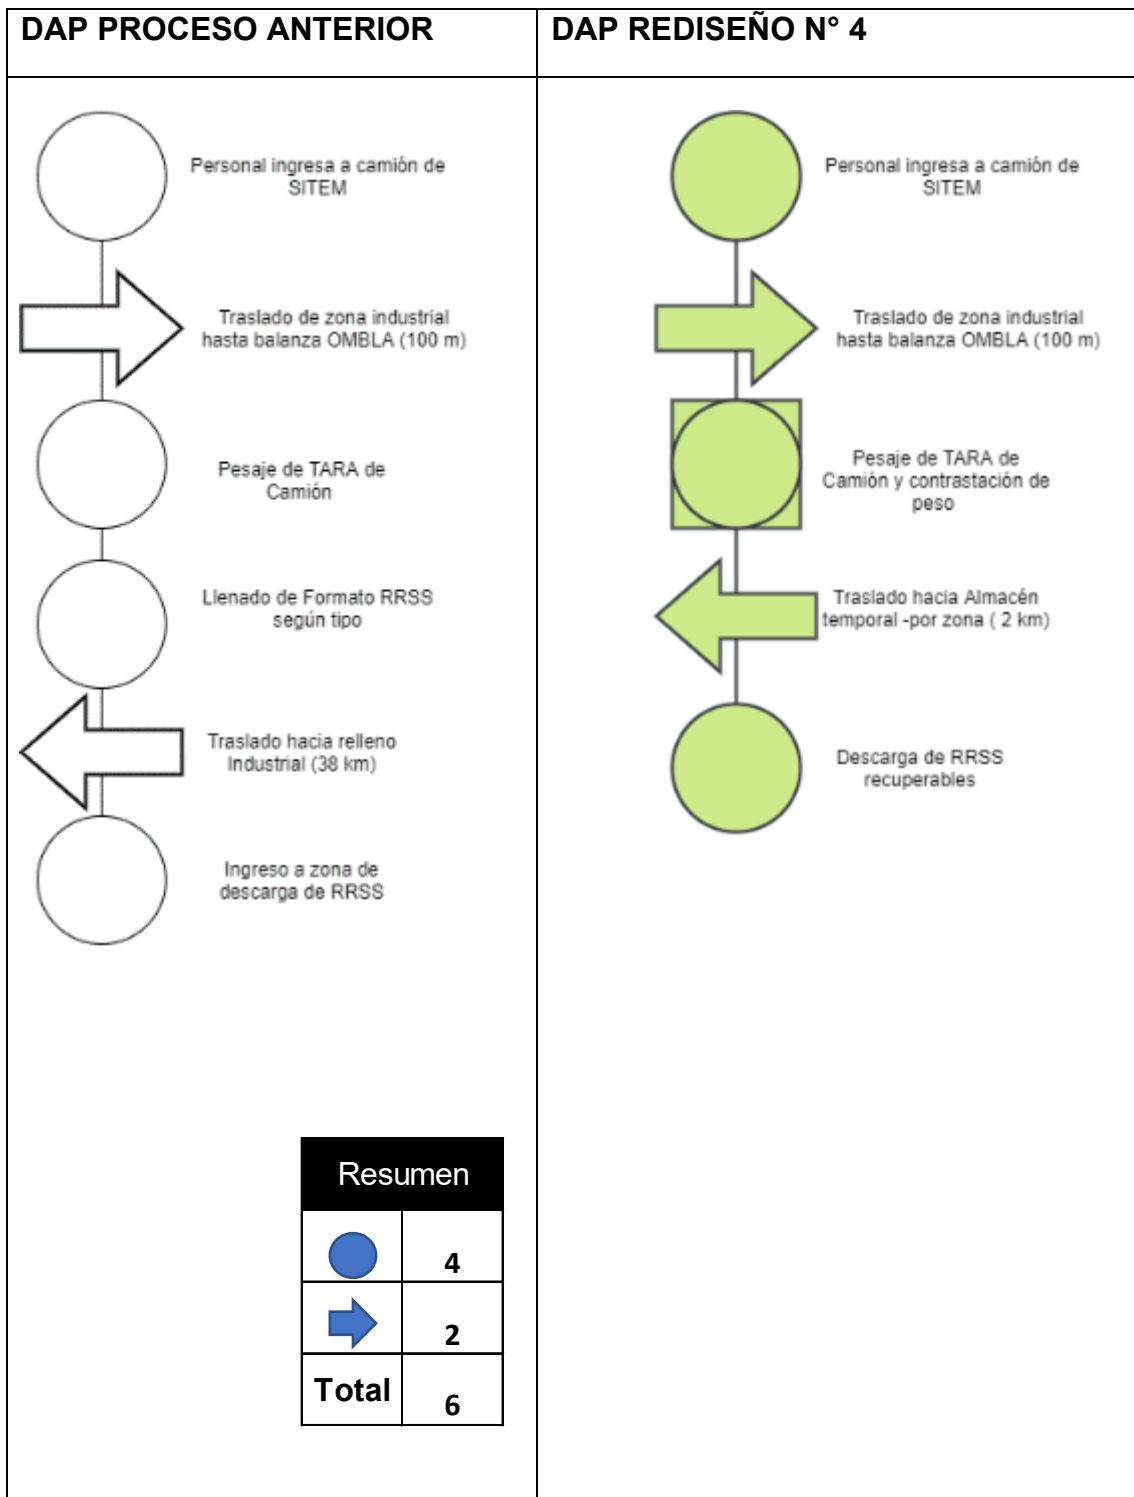 DAP PROCESO ANTERIOR
DAP REDISEÑO N° 4
Personal ingresa a camión de
SITEM
Traslado de zona industrial
hasta balanza OMBLA (100 m)
Pesaje de TARA de
Camión
Llenado de Formato RRSS
según tipo
Traslado hacia relleno
Industrial (38 km)
Ingreso a zona de
descarga de RRSS
Resumen
4
2
Total 6
Personal ingresa a camión de
SITEM
Traslado de zona industrial
hasta balanza OMBLA (100 m)
Pesaje de TARA de
Camión y contrastación de
peso
Traslado hacia Almacén
temporal -por zona ( 2 km)
Descarga de RRSS
recuperables